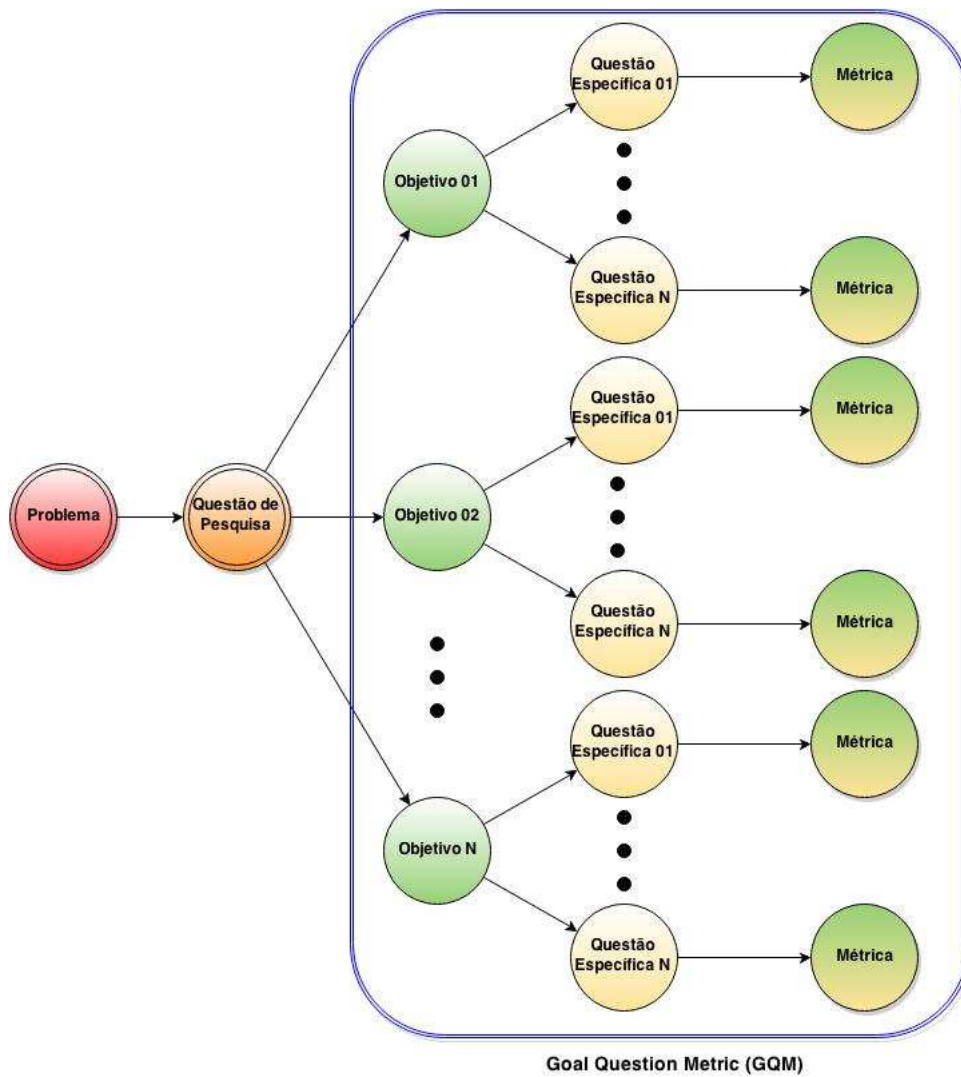 Questão
Específica 01
Métrica
Objetivo 01
Questão
Específica N
Métrica
Questão
Específica 01
Métrica
Problema
Questão de
Pesquisa
Objetivo 02
Questão
Específica N
Métrica
Questão
Específica 01
Métrica
Objetivo N
Questão
Específica N
Métrica
Goal Question Metric (GQM)